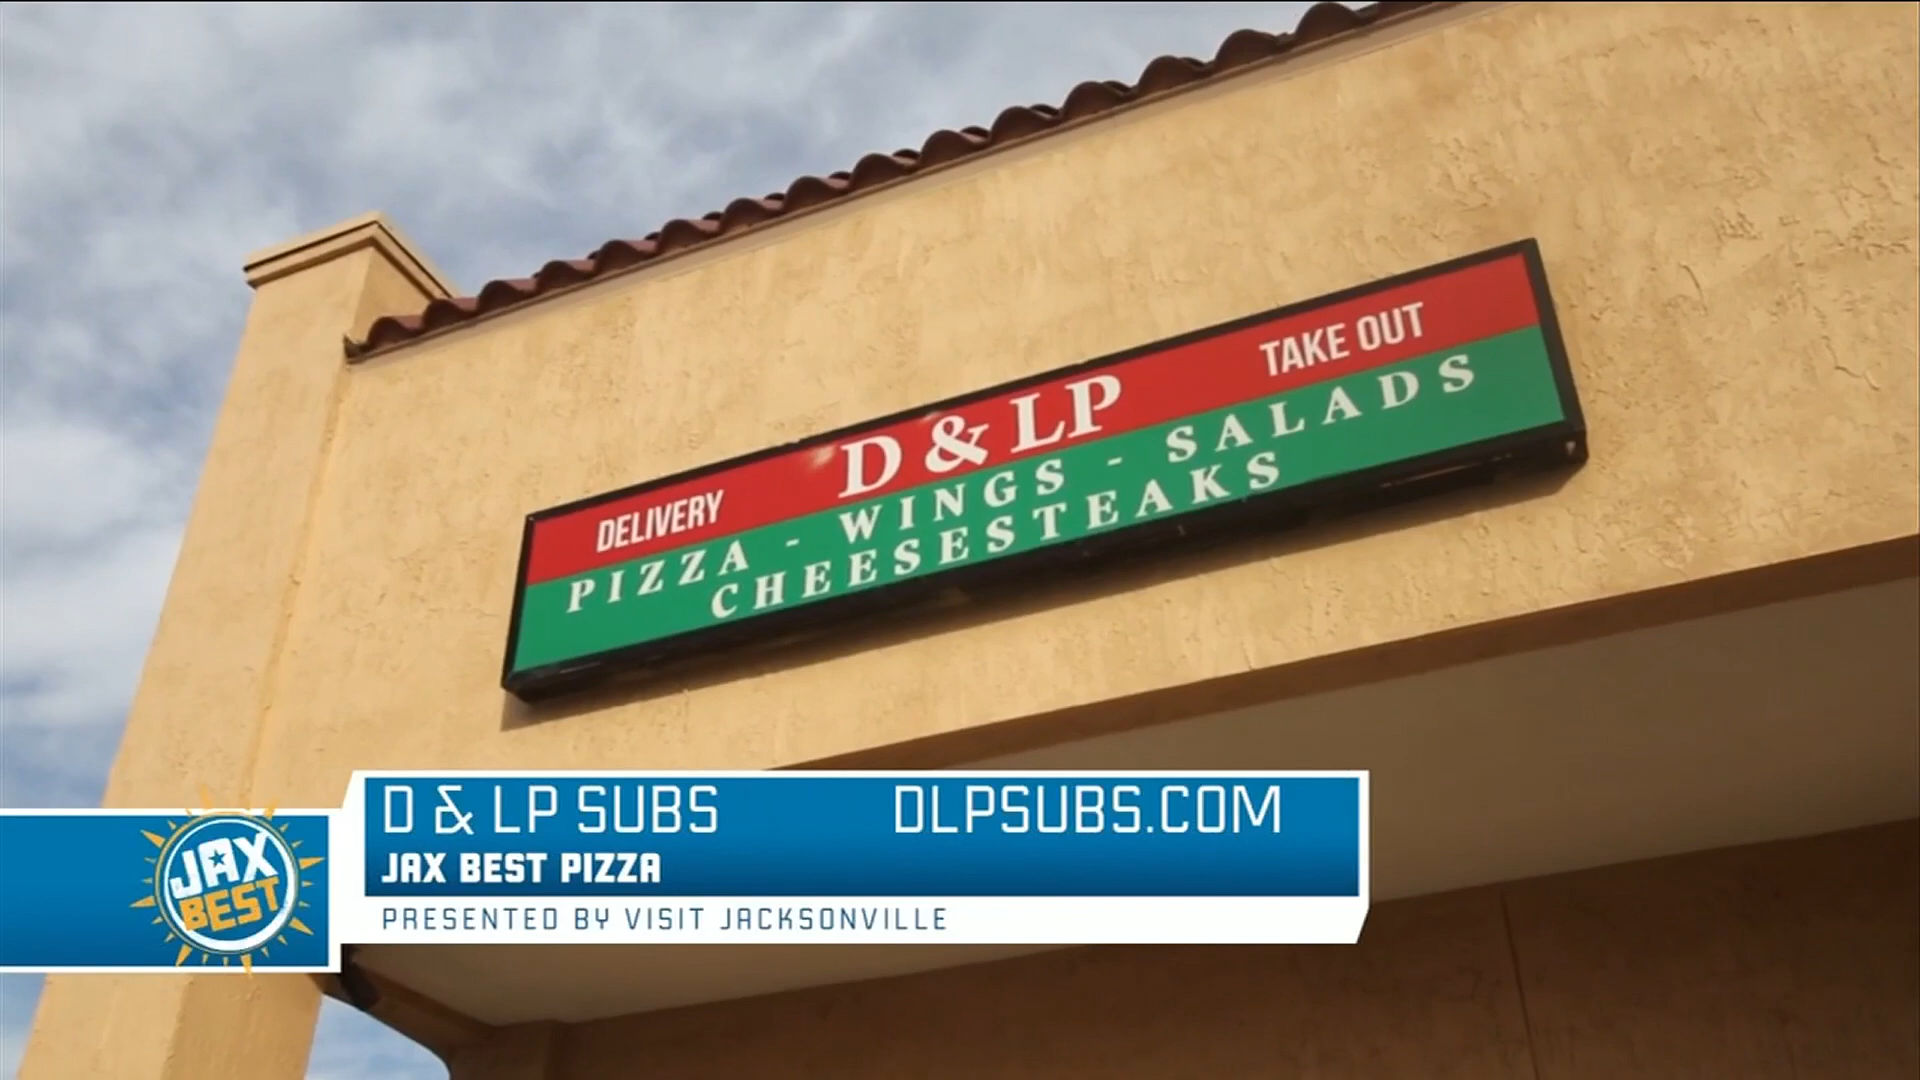 DELIVERY D & LP TAKE OUT
PIZZA - WINGS - SALADS
CHEESESTEAKS
JAX
BEST
D & LP SUBS DLPSUBS.COM
JAX BEST PIZZA
PRESENTED BY VISIT JACKSONVILLE